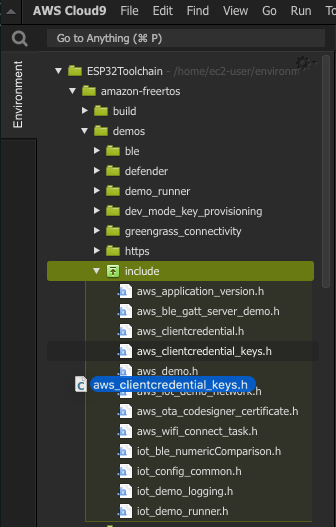 AWS Cloud9 File Edit Find View Go Run To
Go to Anything (⌘ P)
Environment
ESP32Toolchain - /home/ec2-user/environm
amazon-freertos
build
demos
ble
defender
demo_runner
dev_mode_key_provisioning
greengrass_connectivity
https
include
aws_application_version.h
aws_ble_gatt_server_demo.h
aws_clientcredential.h
aws_clientcredential_keys.h
aws_demo.h
aws_clientcredential_keys.h
aws_iot_demo_network.h
aws_ota_codesigner_certificate.h
aws_wifi_connect_task.h
iot_ble_numericComparison.h
iot_config_common.h
iot_demo_logging.h
iot_demo_runner.h